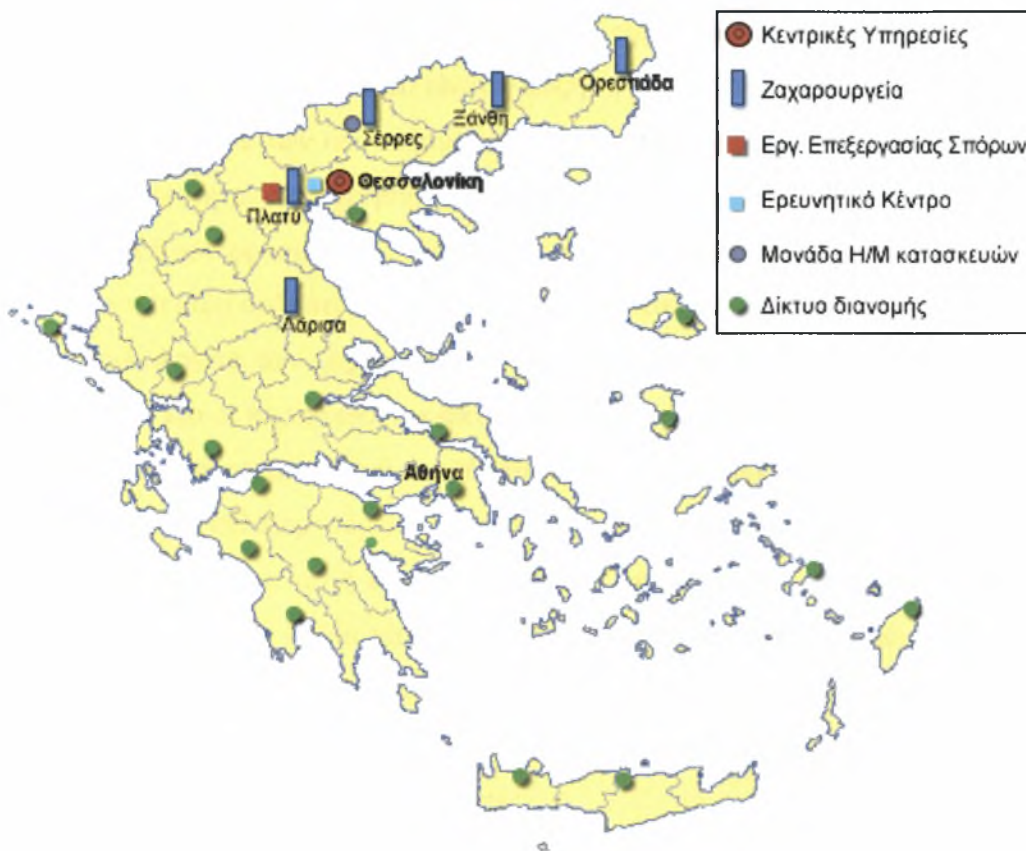 Κεντρικές Υπηρεσίες
Ζαχαρουργεία
Εργ. Επεξεργασίας Σπόρων
Ερευνητικό Κέντρο
Μονάδα Η/Μ κατασκευών
Δίκτυο διανομής
Ορεστιάδα
Ξάνθη
Σέρρες
Θεσσαλονίκη
Πλατύ
Λάρισα
Αθήνα